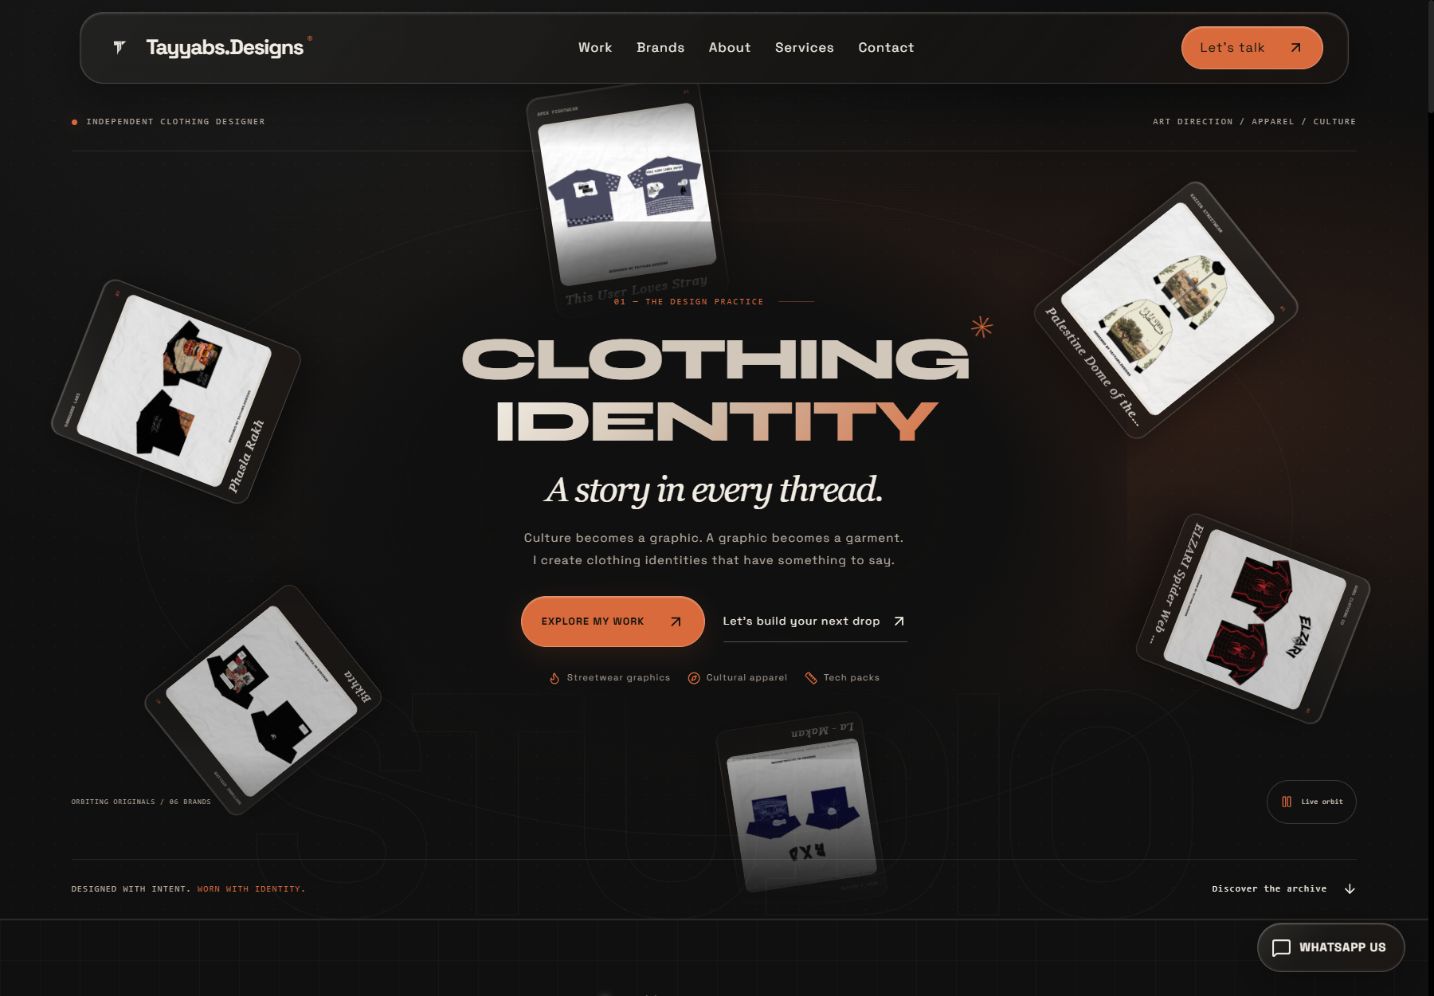 Tayyabs.Designs
Work
Brands
About
Services
Contact
Let's talk
INDEPENDENT CLOTHING DESIGNER
ART DIRECTION / APPAREL / CULTURE
This User Loves Stray
01 — THE DESIGN PRACTICE
CLOTHING
IDENTITY
A story in every thread.
Culture becomes a graphic. A graphic becomes a garment.
I create clothing identities that have something to say.
EXPLORE MY WORK
Let's build your next drop
Streetwear graphics
Cultural apparel
Tech packs
Palestine Dome of the...
Phasla Rakh
ELZARI Spider Web ...
ELZARI
Bikhta
La - Makan
STUDIO
ORBITING ORIGINALS / 06 BRANDS
Live orbit
DESIGNED WITH INTENT. WORN WITH IDENTITY.
Discover the archive
WHATSAPP US